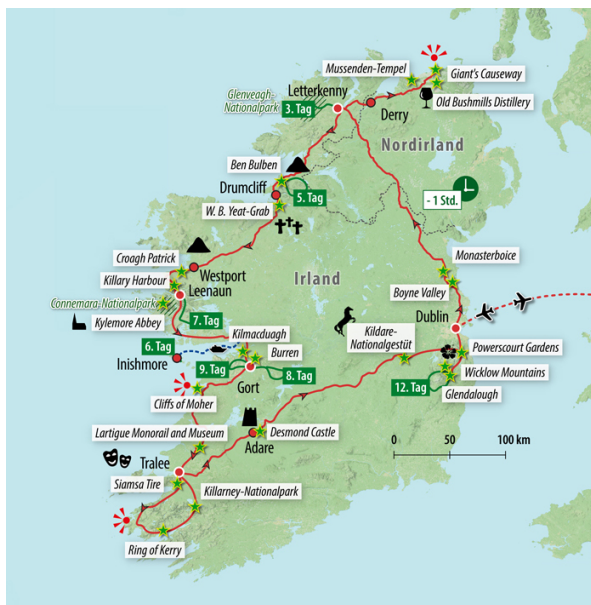 Mussenden-Tempel
Giant's Causeway
Letterkenny
Glenveagh-
Nationalpark
3. Tag
Old Bushmills Distillery
Derry
Nordirland
Ben Bulben
Drumcliff
5. Tag
- 1 Std.
W. B. Yeat-Grab
Monasterboice
Croagh Patrick
Westport
Irland
Killary Harbour
Leenaun
Boyne Valley
Connemara-Nationalpark
Kylemore Abbey
7. Tag
Dublin
Kilmacduagh
Kildare-
Nationalgestüt
6. Tag
Inishmore
Burren
Powerscourt Gardens
9. Tag
8. Tag
Wicklow Mountains
Gort
12. Tag
Glendalough
Cliffs of Moher
Lartigue Monorail and Museum
Desmond Castle
Adare
0
50
100 km
Tralee
Siamsa Tire
Killarney-Nationalpark
Ring of Kerry